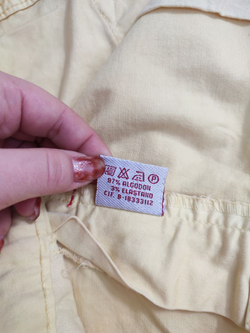 97% ALGODON
3% ELASTANO
CIF. B-18333112